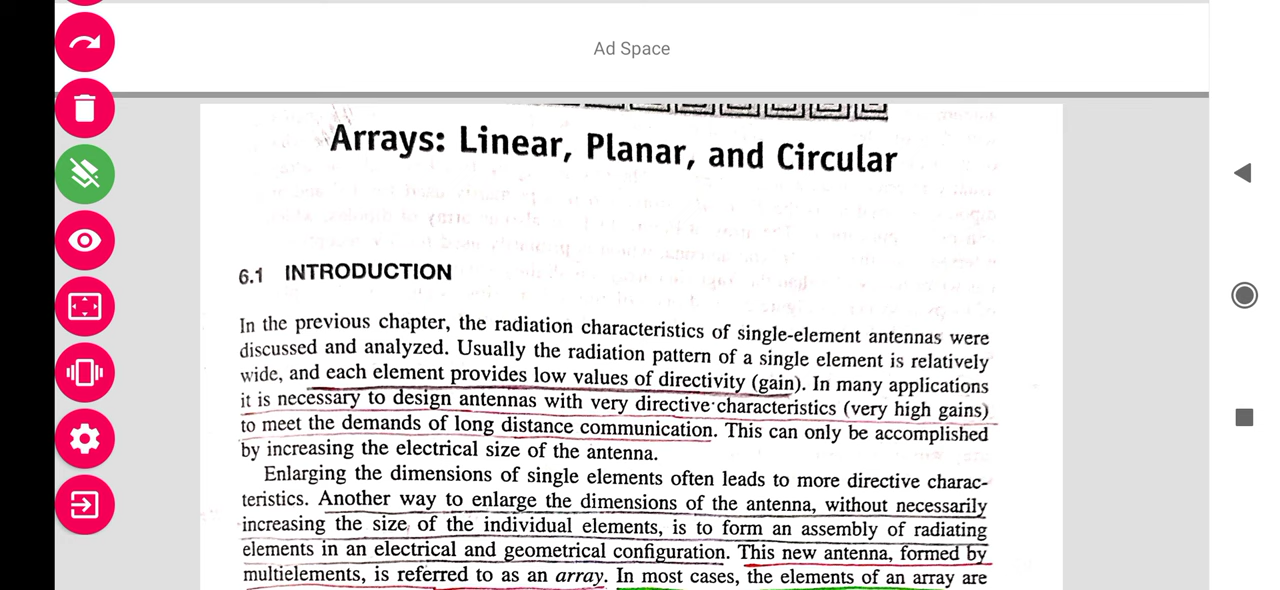 Ad Space
Arrays: Linear, Planar, and Circular
6.1 INTRODUCTION
In the previous chapter, the radiation characteristics of single-element antennas were
discussed and analyzed. Usually the radiation pattern of a single element is relatively
wide, and each element provides low values of directivity (gain). In many applications
it is necessary to design antennas with very directive characteristics (very high gains)
to meet the demands of long distance communication. This can only be accomplished
by increasing the electrical size of the antenna.
Enlarging the dimensions of single elements often leads to more directive charac-
teristics. Another way to enlarge the dimensions of the antenna, without necessarily
increasing the size of the individual elements, is to form an assembly of radiating
elements in an electrical and geometrical configuration. This new antenna, formed by
multielements, is referred to as an array. In most cases, the elements of an array are